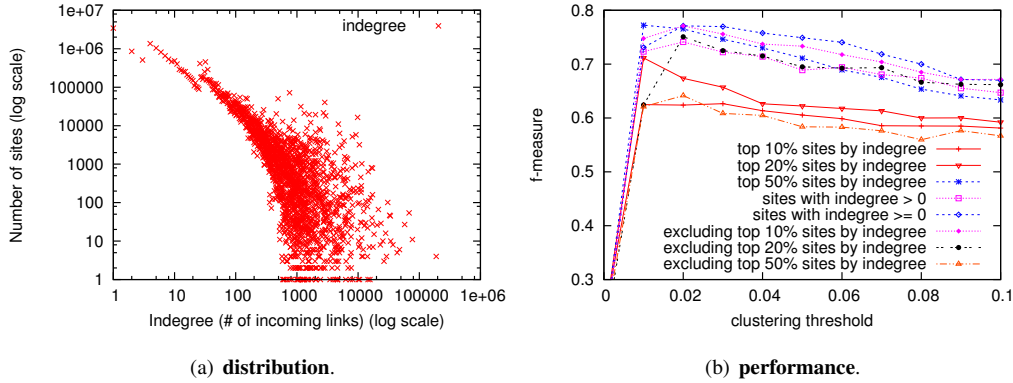 1e+07
1e+06
100000
10000
1000
100
10
1
1 10 100 1000 10000 100000 1e+06
Number of sites (log scale)
Indegree (# of incoming links) (log scale)
indegree
(a) distribution.
0.8
0.7
0.6
0.5
0.4
0.3
0 0.02 0.04 0.06 0.08 0.1
f-measure
clustering threshold
top 10% sites by indegree
top 20% sites by indegree
top 50% sites by indegree
sites with indegree > 0
sites with indegree >= 0
excluding top 10% sites by indegree
excluding top 20% sites by indegree
excluding top 50% sites by indegree
(b) performance.